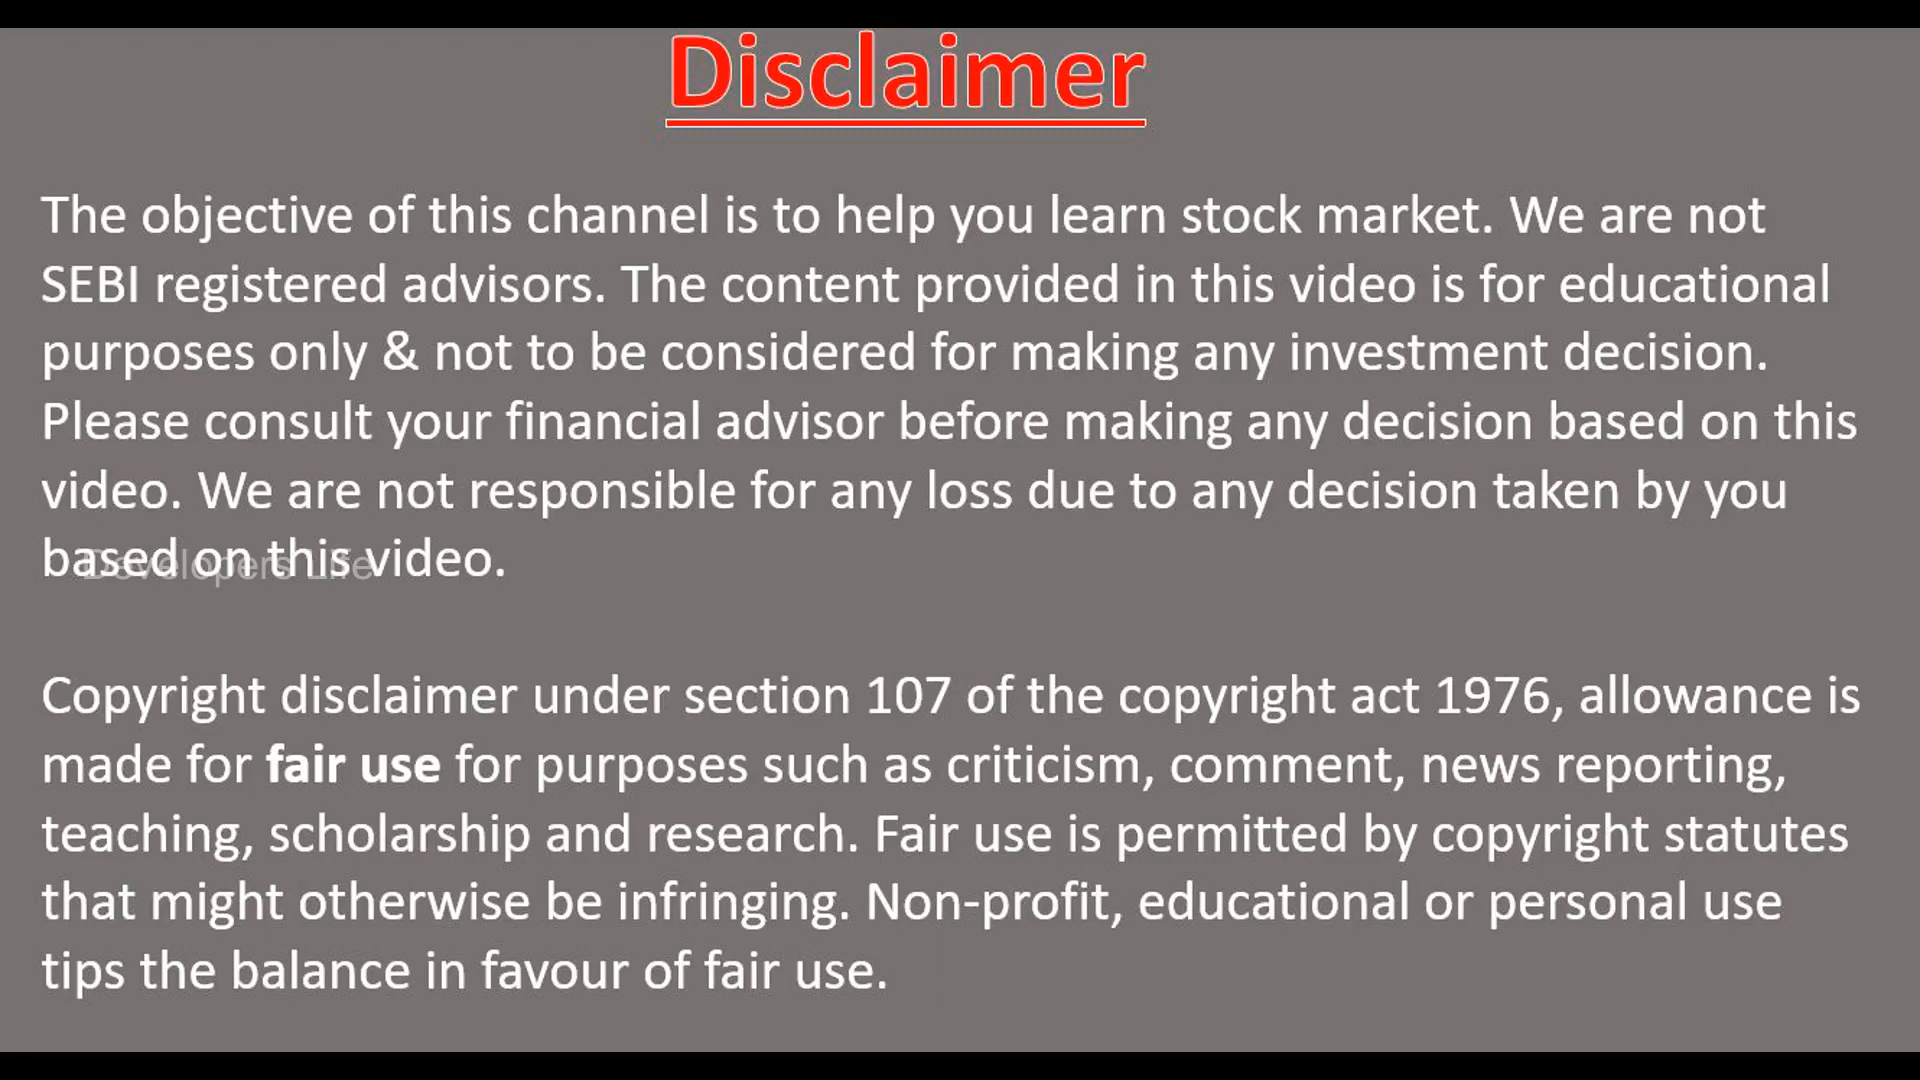 Disclaimer
The objective of this channel is to help you learn stock market. We are not
SEBI registered advisors. The content provided in this video is for educational
purposes only & not to be considered for making any investment decision.
Please consult your financial advisor before making any decision based on this
video. We are not responsible for any loss due to any decision taken by you
based on this video.
Developers Life
Copyright disclaimer under section 107 of the copyright act 1976, allowance is
made for fair use for purposes such as criticism, comment, news reporting,
teaching, scholarship and research. Fair use is permitted by copyright statutes
that might otherwise be infringing. Non-profit, educational or personal use
tips the balance in favour of fair use.